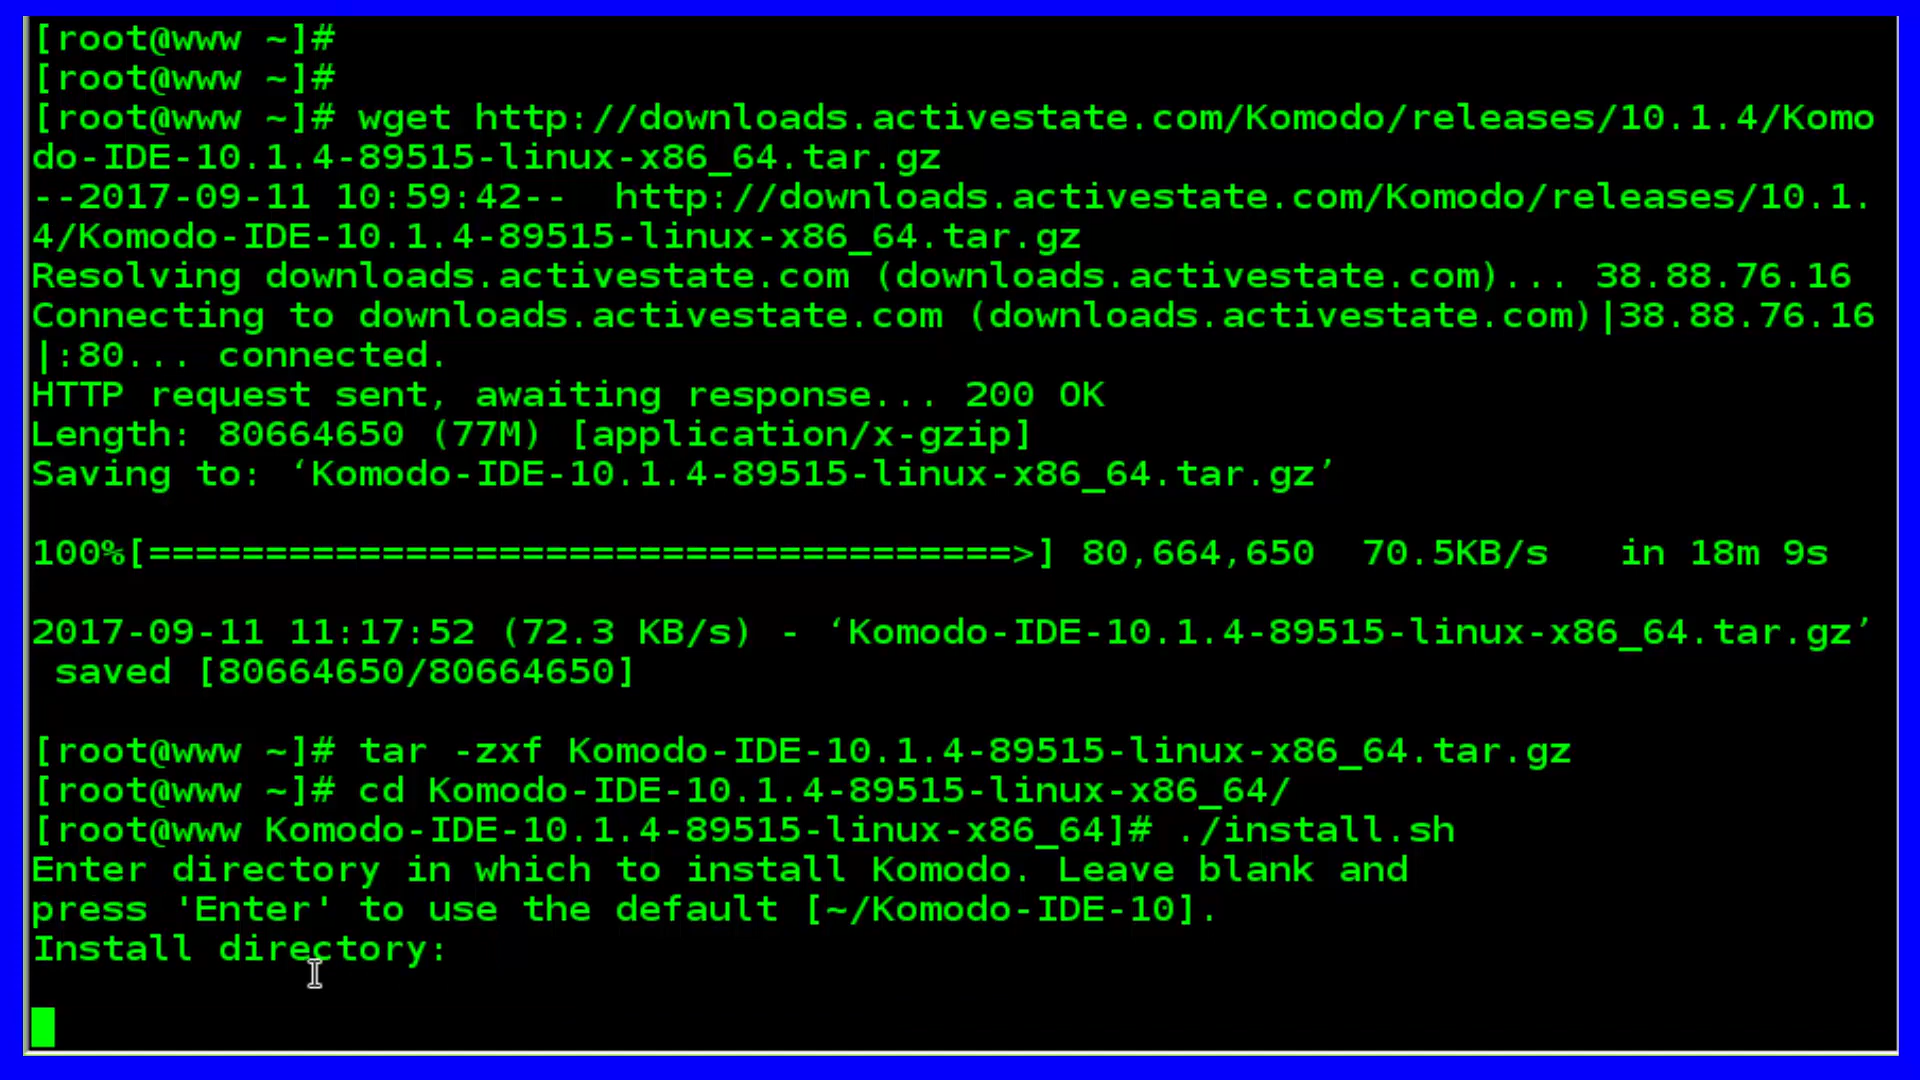 [root@www ~]#
[root@www ~]#
[root@www ~]# wget http://downloads.activestate.com/Komodo/releases/10.1.4/Komo
do-IDE-10.1.4-89515-linux-x86_64.tar.gz
--2017-09-11 10:59:42--  http://downloads.activestate.com/Komodo/releases/10.1.
4/Komodo-IDE-10.1.4-89515-linux-x86_64.tar.gz
Resolving downloads.activestate.com (downloads.activestate.com)... 38.88.76.16
Connecting to downloads.activestate.com (downloads.activestate.com)|38.88.76.16
|:80... connected.
HTTP request sent, awaiting response... 200 OK
Length: 80664650 (77M) [application/x-gzip]
Saving to: ‘Komodo-IDE-10.1.4-89515-linux-x86_64.tar.gz’
100%[=====================================>] 80,664,650  70.5KB/s   in 18m 9s
2017-09-11 11:17:52 (72.3 KB/s) - ‘Komodo-IDE-10.1.4-89515-linux-x86_64.tar.gz’
 saved [80664650/80664650]
[root@www ~]# tar -zxf Komodo-IDE-10.1.4-89515-linux-x86_64.tar.gz
[root@www ~]# cd Komodo-IDE-10.1.4-89515-linux-x86_64/
[root@www Komodo-IDE-10.1.4-89515-linux-x86_64]# ./install.sh
Enter directory in which to install Komodo. Leave blank and
press 'Enter' to use the default [~/Komodo-IDE-10].
Install directory: